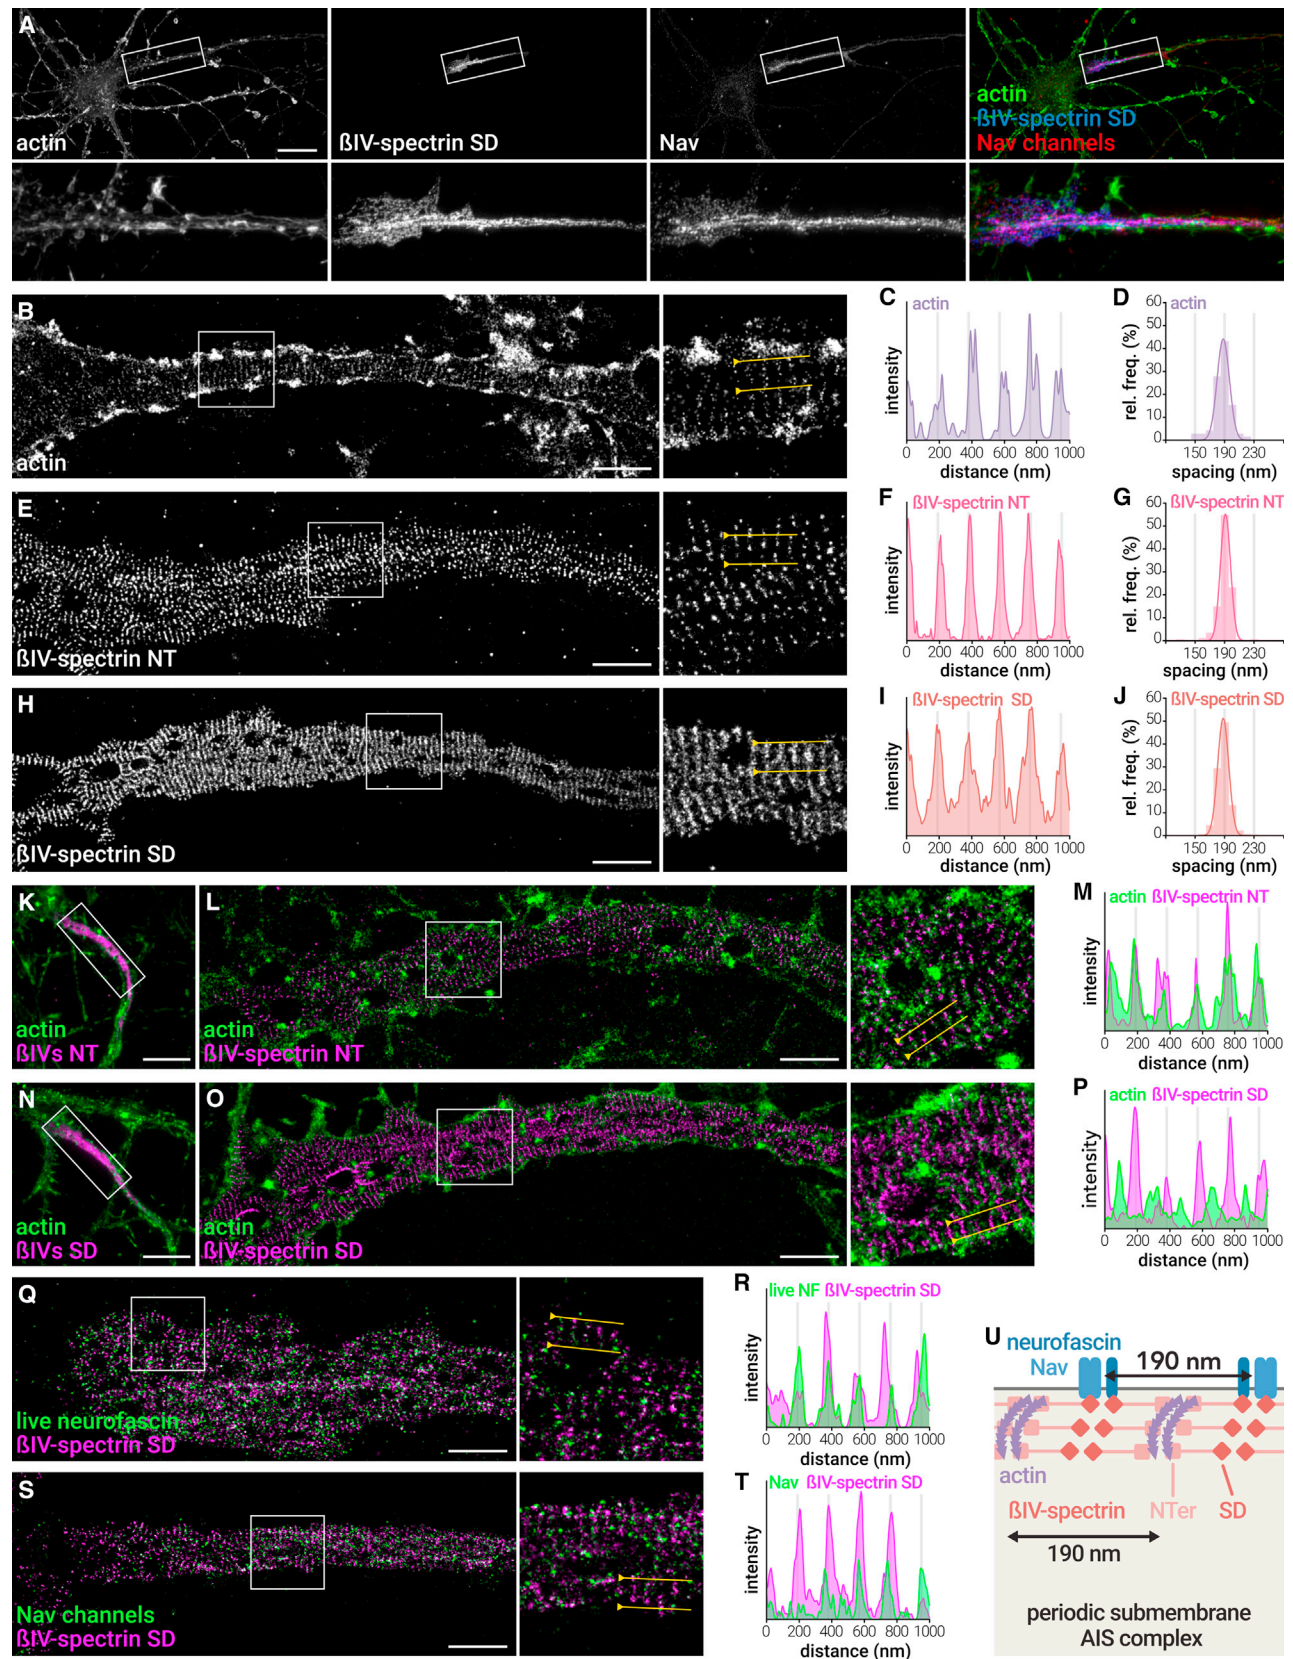 A
actin
ßIV-spectrin SD
Nav
actin
ßIV-spectrin SD
Nav channels
B
actin
C
actin
intensity
0 200 400 600 800 1000
distance (nm)
D
actin
rel. freq. (%)
60
50
40
30
20
10
0
150 190 230
spacing (nm)
E
ßIV-spectrin NT
F
ßIV-spectrin NT
intensity
0 200 400 600 800 1000
distance (nm)
G
ßIV-spectrin NT
rel. freq. (%)
60
50
40
30
20
10
0
150 190 230
spacing (nm)
H
ßIV-spectrin SD
I
ßIV-spectrin SD
intensity
0 200 400 600 800 1000
distance (nm)
J
ßIV-spectrin SD
rel. freq. (%)
60
50
40
30
20
10
0
150 190 230
spacing (nm)
K
actin
ßIVs NT
L
actin
ßIV-spectrin NT
M
actin ßIV-spectrin NT
intensity
0 200 400 600 800 1000
distance (nm)
N
actin
ßIVs SD
O
actin
ßIV-spectrin SD
P
actin ßIV-spectrin SD
intensity
0 200 400 600 800 1000
distance (nm)
Q
live neurofascin
ßIV-spectrin SD
R
live NF ßIV-spectrin SD
intensity
0 200 400 600 800 1000
distance (nm)
S
Nav channels
ßIV-spectrin SD
T
Nav ßIV-spectrin SD
intensity
0 200 400 600 800 1000
distance (nm)
U
neurofascin
Nav
190 nm
actin
ßIV-spectrin NTer SD
190 nm
periodic submembrane
AIS complex